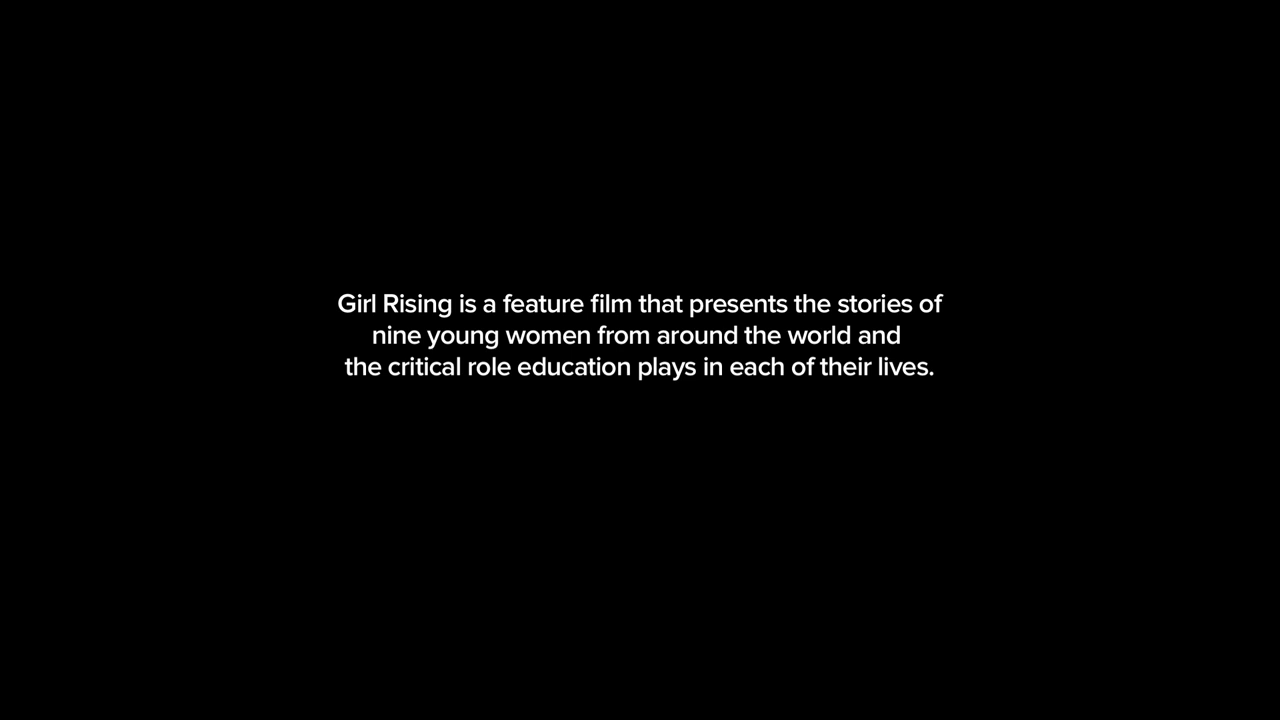 Girl Rising is a feature film that presents the stories of
nine young women from around the world and
the critical role education plays in each of their lives.